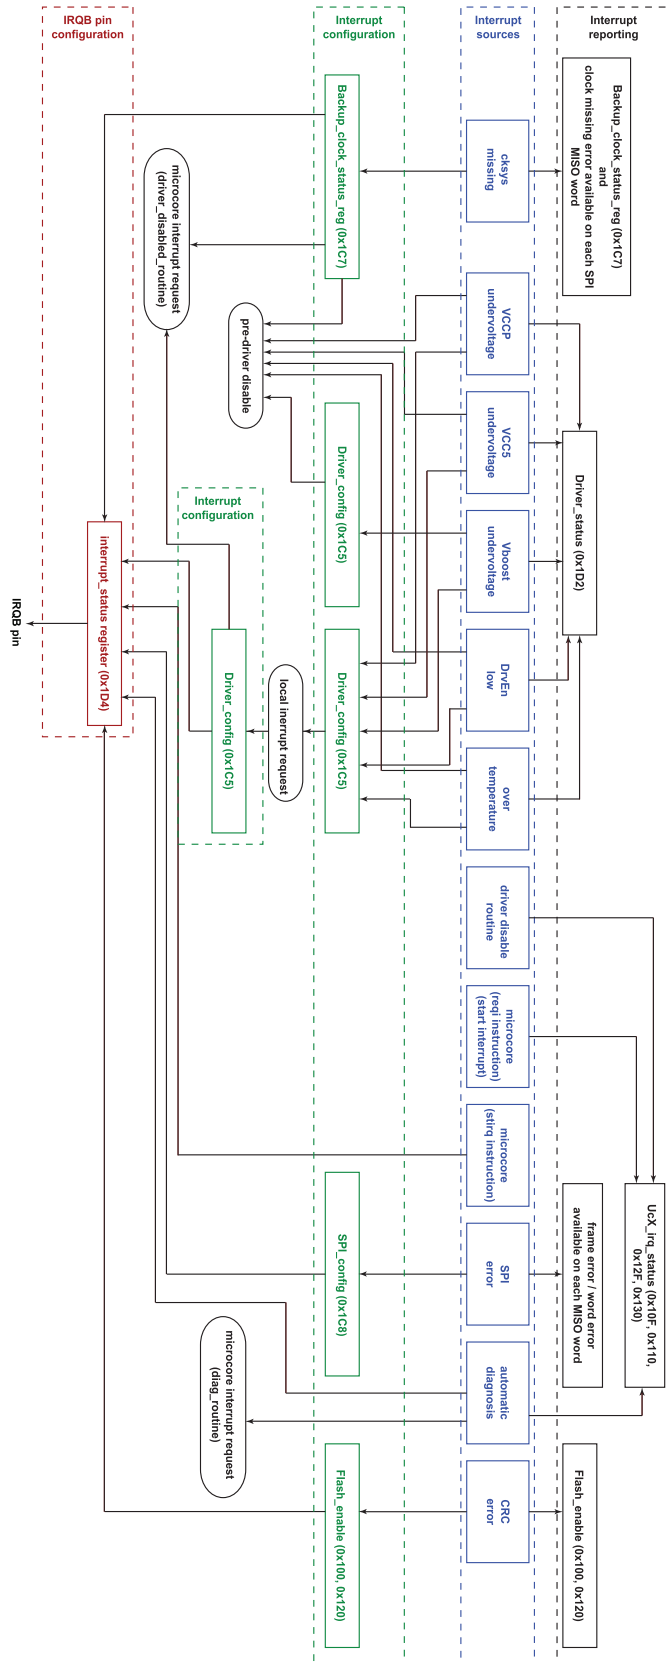 IRQB pin
configuration
Interrupt
configuration
Interrupt
sources
Interrupt
reporting
Backup_clock_status_reg (0x1C7)
and
clock missing error available on each SPI
MISO word
cksys
missing
Backup_clock_status_reg (0x1C7)
microcore interrupt request
(driver_disabled_routine)
VCCP
undervoltage
pre-driver disable
VCC5
undervoltage
Driver_status (0x1D2)
Driver_config (0x1C5)
Vboost
undervoltage
Interrupt
configuration
interrupt_status register (0x1D4)
IRQB pin
Driver_config (0x1C5)
local inerrupt request
Driver_config (0x1C5)
DrvEn
low
over
temperature
driver disable
routine
microcore
(reqi instruction)
(start interrupt)
microcore
(stirq instruction)
UcX_irq_status (0x10F, 0x110,
0x12F, 0x130)
frame error / word error
available on each MISO word
SPI
error
SPI_config (0x1C8)
automatic
diagnosis
microcore interrupt request
(diag_routine)
CRC
error
Flash_enable (0x100, 0x120)
Flash_enable (0x100, 0x120)